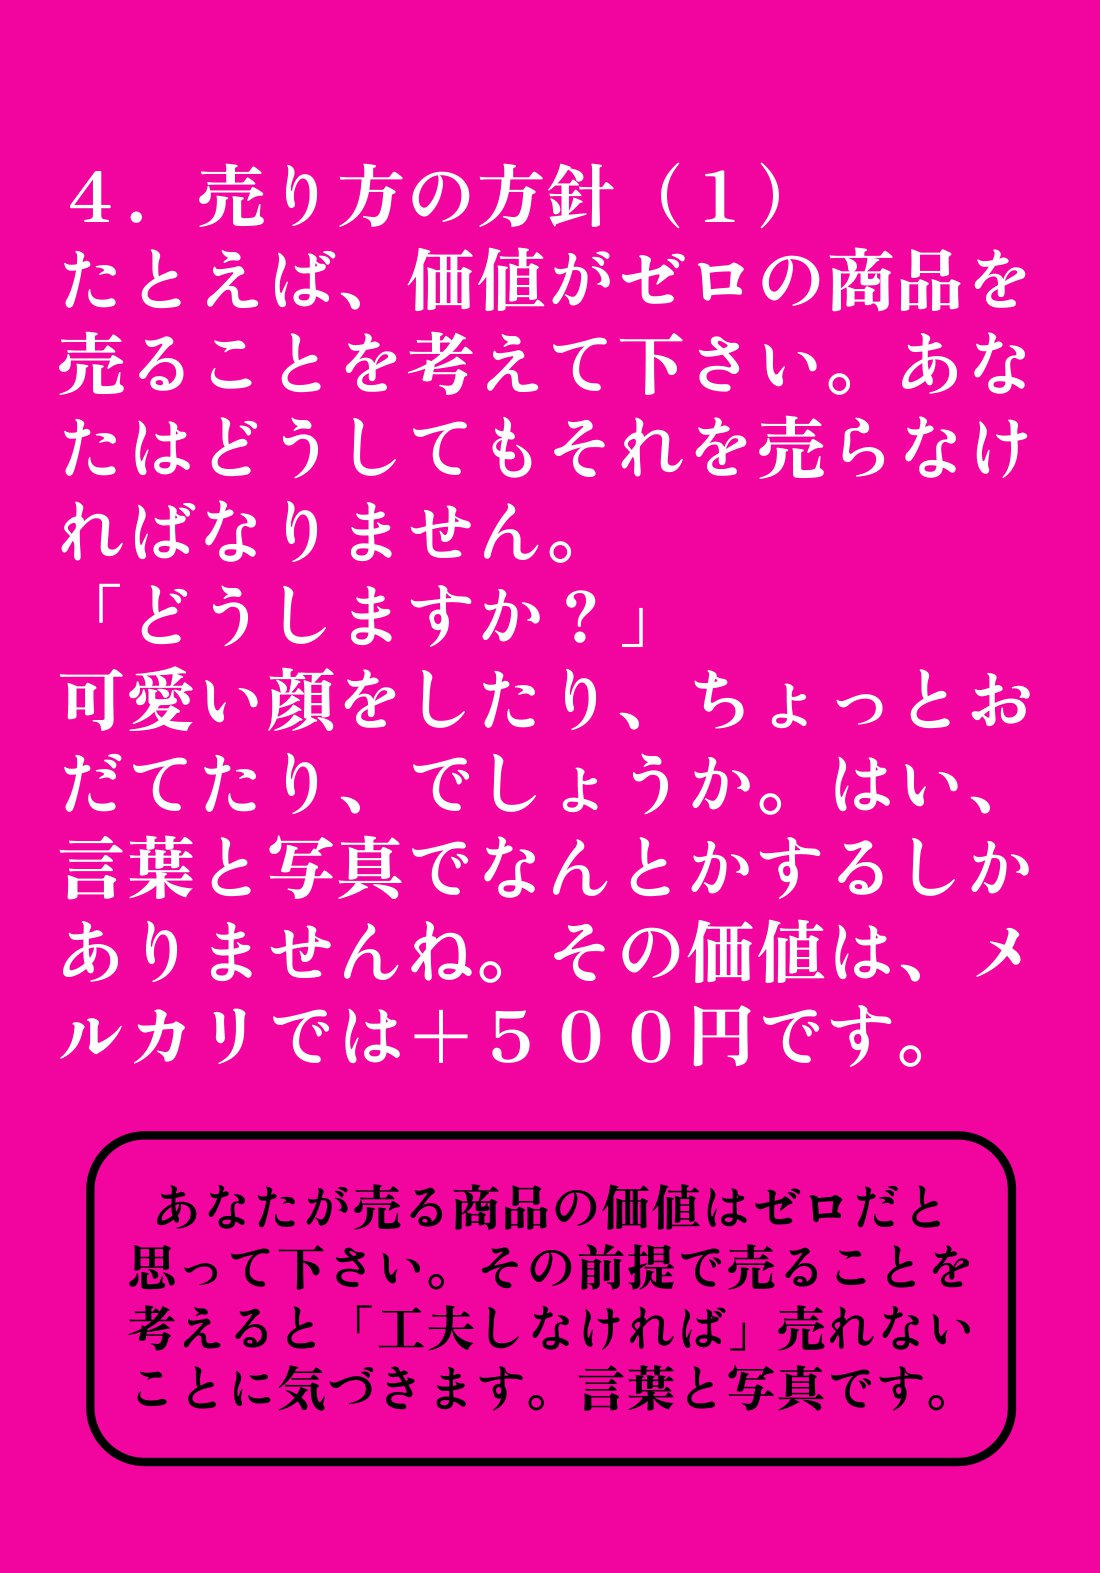 ４．売り方の方針（１）
たとえば、価値がゼロの商品を
売ることを考えて下さい。あな
たはどうしてもそれを売らなけ
ればなりません。
「どうしますか？」
可愛い顔をしたり、ちょっとお
だてたり、でしょうか。はい、
言葉と写真でなんとかするしか
ありませんね。その価値は、メ
ルカリでは＋５００円です。
あなたが売る商品の価値はゼロだと
思って下さい。その前提で売ることを
考えると「工夫しなければ」売れない
ことに気づきます。言葉と写真です。